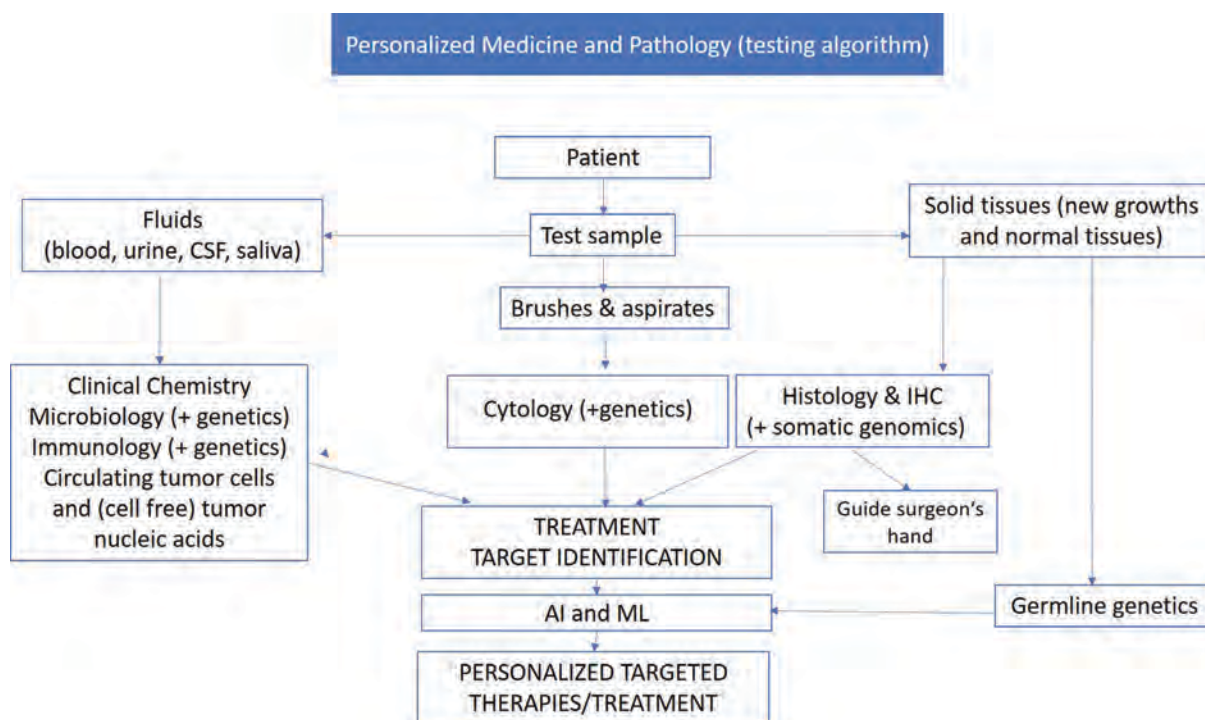 Personalized Medicine and Pathology (testing algorithm)
Patient
Fluids
(blood, urine, CSF, saliva)
Test sample
Solid tissues (new growths
and normal tissues)
Brushes & aspirates
Clinical Chemistry
Microbiology (+ genetics)
Immunology (+ genetics)
Circulating tumor cells
and (cell free) tumor
nucleic acids
Cytology (+genetics)
Histology & IHC
(+ somatic genomics)
Guide surgeon's
hand
TREATMENT
TARGET IDENTIFICATION
AI and ML
Germline genetics
PERSONALIZED TARGETED
THERAPIES/TREATMENT